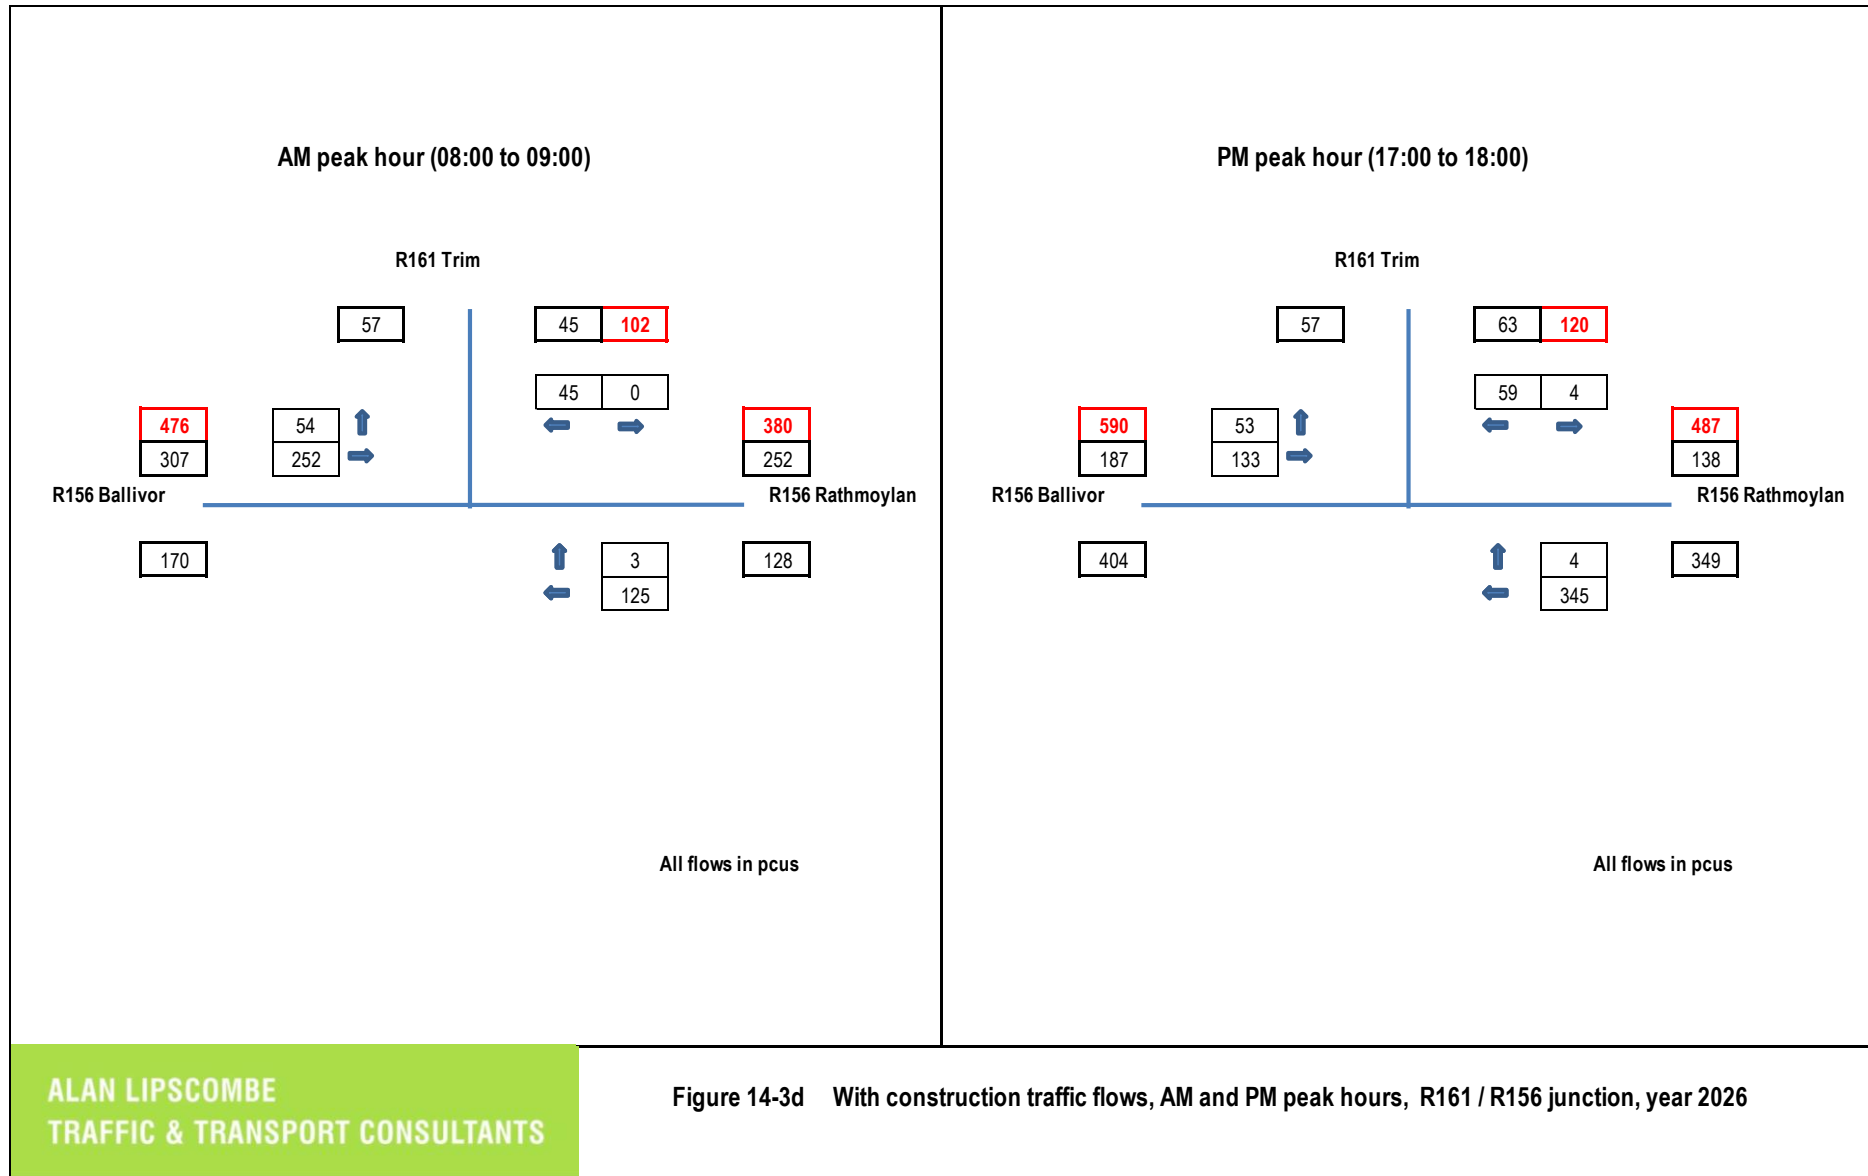 AM peak hour (08:00 to 09:00)
R161 Trim
57
45 102
45 0
476
307
54
252
380
252
R156 Ballivor
R156 Rathmoylan
170
3
125
128
All flows in pcus
PM peak hour (17:00 to 18:00)
R161 Trim
57
63 120
59 4
590
187
53
133
487
138
R156 Ballivor
R156 Rathmoylan
404
4
345
349
All flows in pcus
ALAN LIPSCOMBE
TRAFFIC & TRANSPORT CONSULTANTS
Figure 14-3d With construction traffic flows, AM and PM peak hours, R161 / R156 junction, year 2026